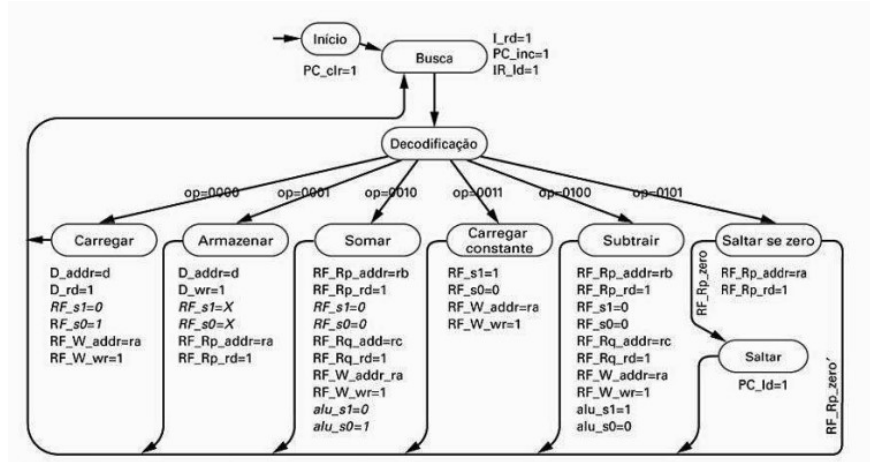 Início
PC_clr=1
Busca
I_rd=1
PC_inc=1
IR_ld=1
Decodificação
op=0000
op=0001
op=0010
op=0011
op=0100
op=0101
Carregar
D_addr=d
D_rd=1
RF_s1=0
RF_s0=1
RF_W_addr=ra
RF_W_wr=1
Armazenar
D_addr=d
D_wr=1
RF_s1=X
RF_s0=X
RF_Rp_addr=ra
RF_Rp_rd=1
Somar
RF_Rp_addr=rb
RF_Rp_rd=1
RF_s1=0
RF_s0=0
RF_Rq_add=rc
RF_Rq_rd=1
RF_W_addr_ra
RF_W_wr=1
alu_s1=0
alu_s0=1
Carregar
constante
RF_s1=1
RF_s0=0
RF_W_addr=ra
RF_W_wr=1
Subtrair
RF_Rp_addr=rb
RF_Rp_rd=1
RF_s1=0
RF_s0=0
RF_Rq_addr=rc
RF_Rq_rd=1
RF_W_addr=ra
RF_W_wr=1
alu_s1=1
alu_s0=0
Saltar se zero
RF_Rp_addr=ra
RF_Rp_rd=1
RF_Rp_zero
Saltar
PC_ld=1
RF_Rp_zero´